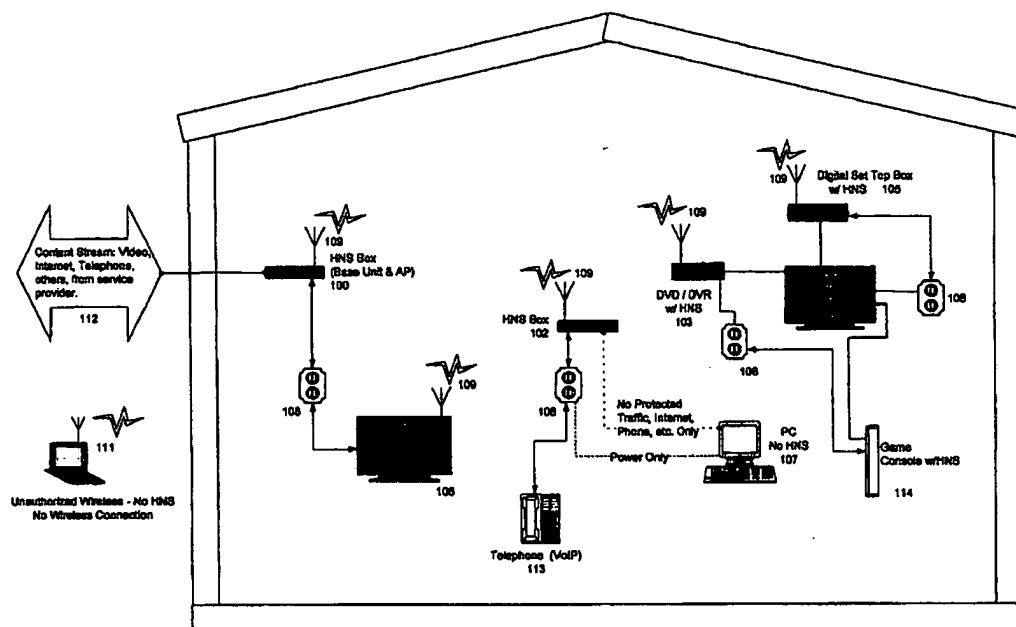 109
Digital Set Top Box
w/ HNS 105
109
109
HNS Box
(Base Unit & AP)
100
Content Stream: Video,
Internet, Telephone,
others, from service
provider.
112
109
HNS Box
102
DVD / DVR
w/ HNS
103
108
106
108
109
108
No Protected
Traffic, Internet,
Phone, etc. Only
Power Only
PC
No HNS
107
Game
Console w/HNS
114
111
Unauthorized Wireless - No HNS
No Wireless Connection
106
Telephone (VoIP)
113